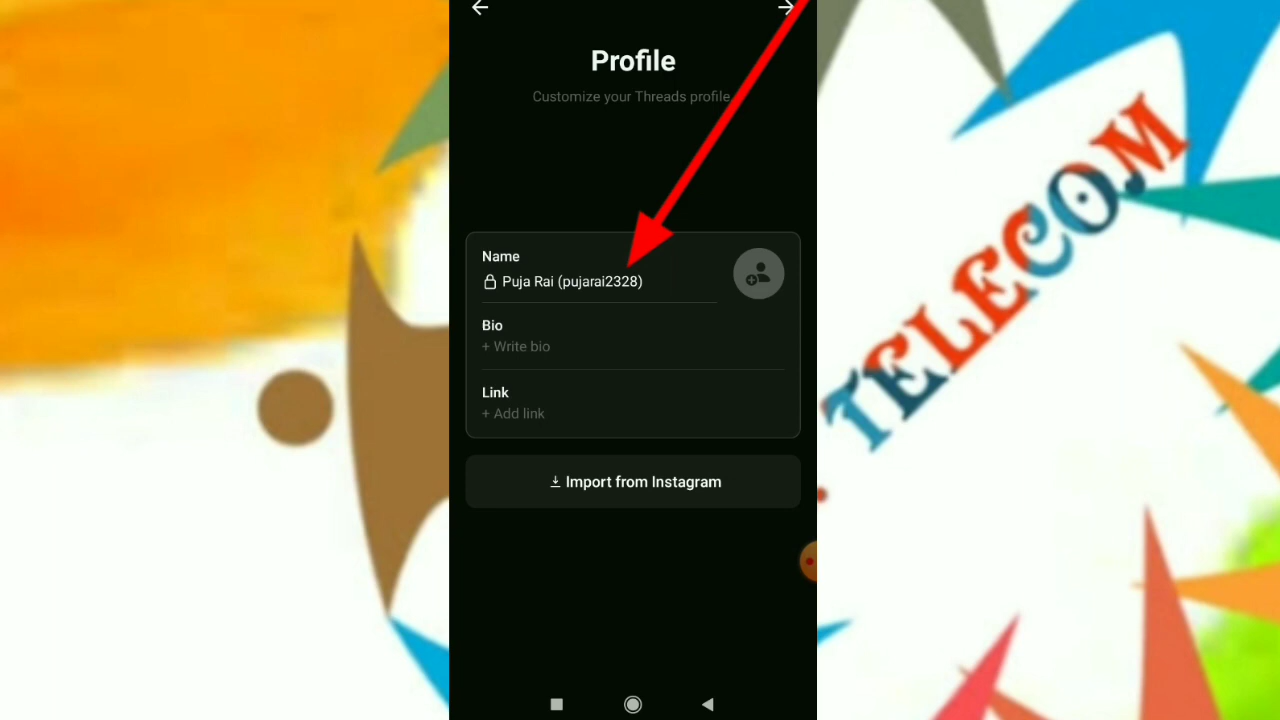 Profile
Customize your Threads profile
Name
Puja Rai (pujarai2328)
Bio
+ Write bio
Link
+ Add link
Import from Instagram
TELECOM